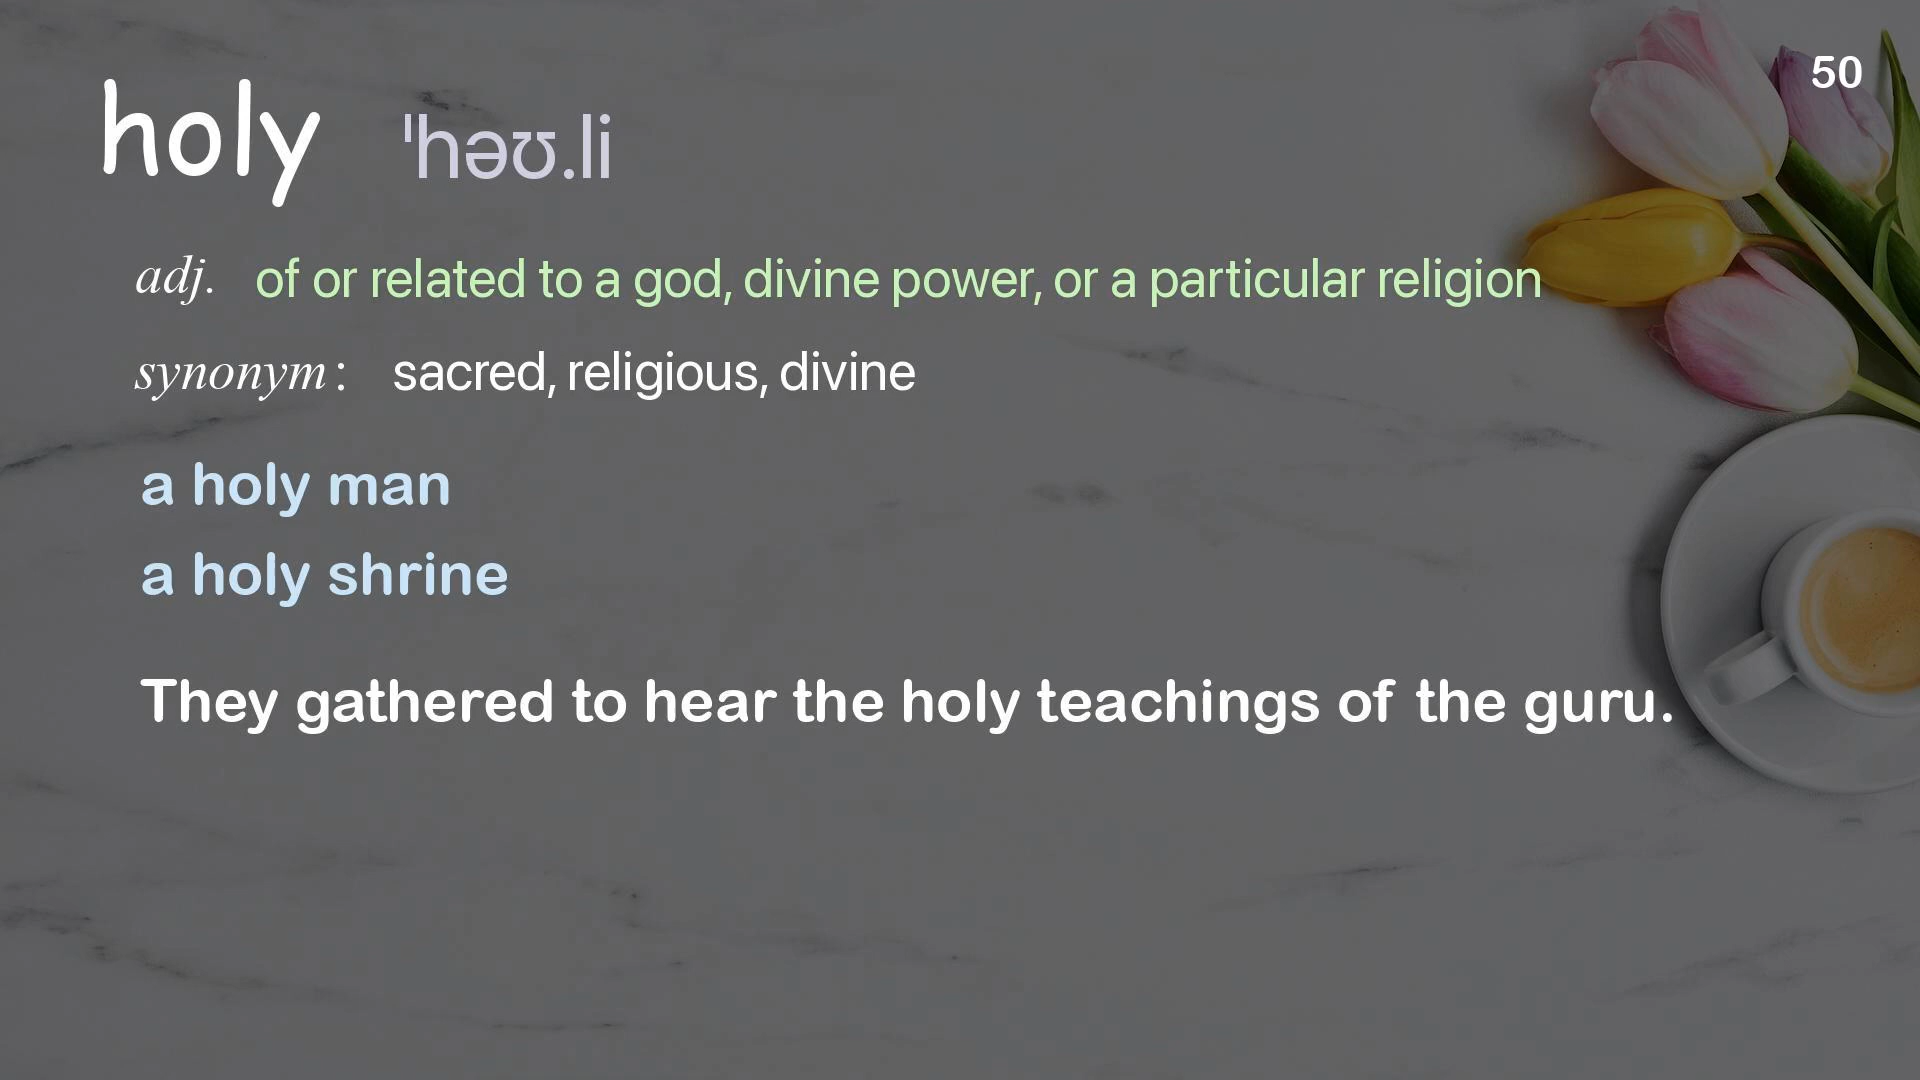 50
holy ˈhəʊ.li
adj. of or related to a god, divine power, or a particular religion
synonym: sacred, religious, divine
a holy man
a holy shrine
They gathered to hear the holy teachings of the guru.